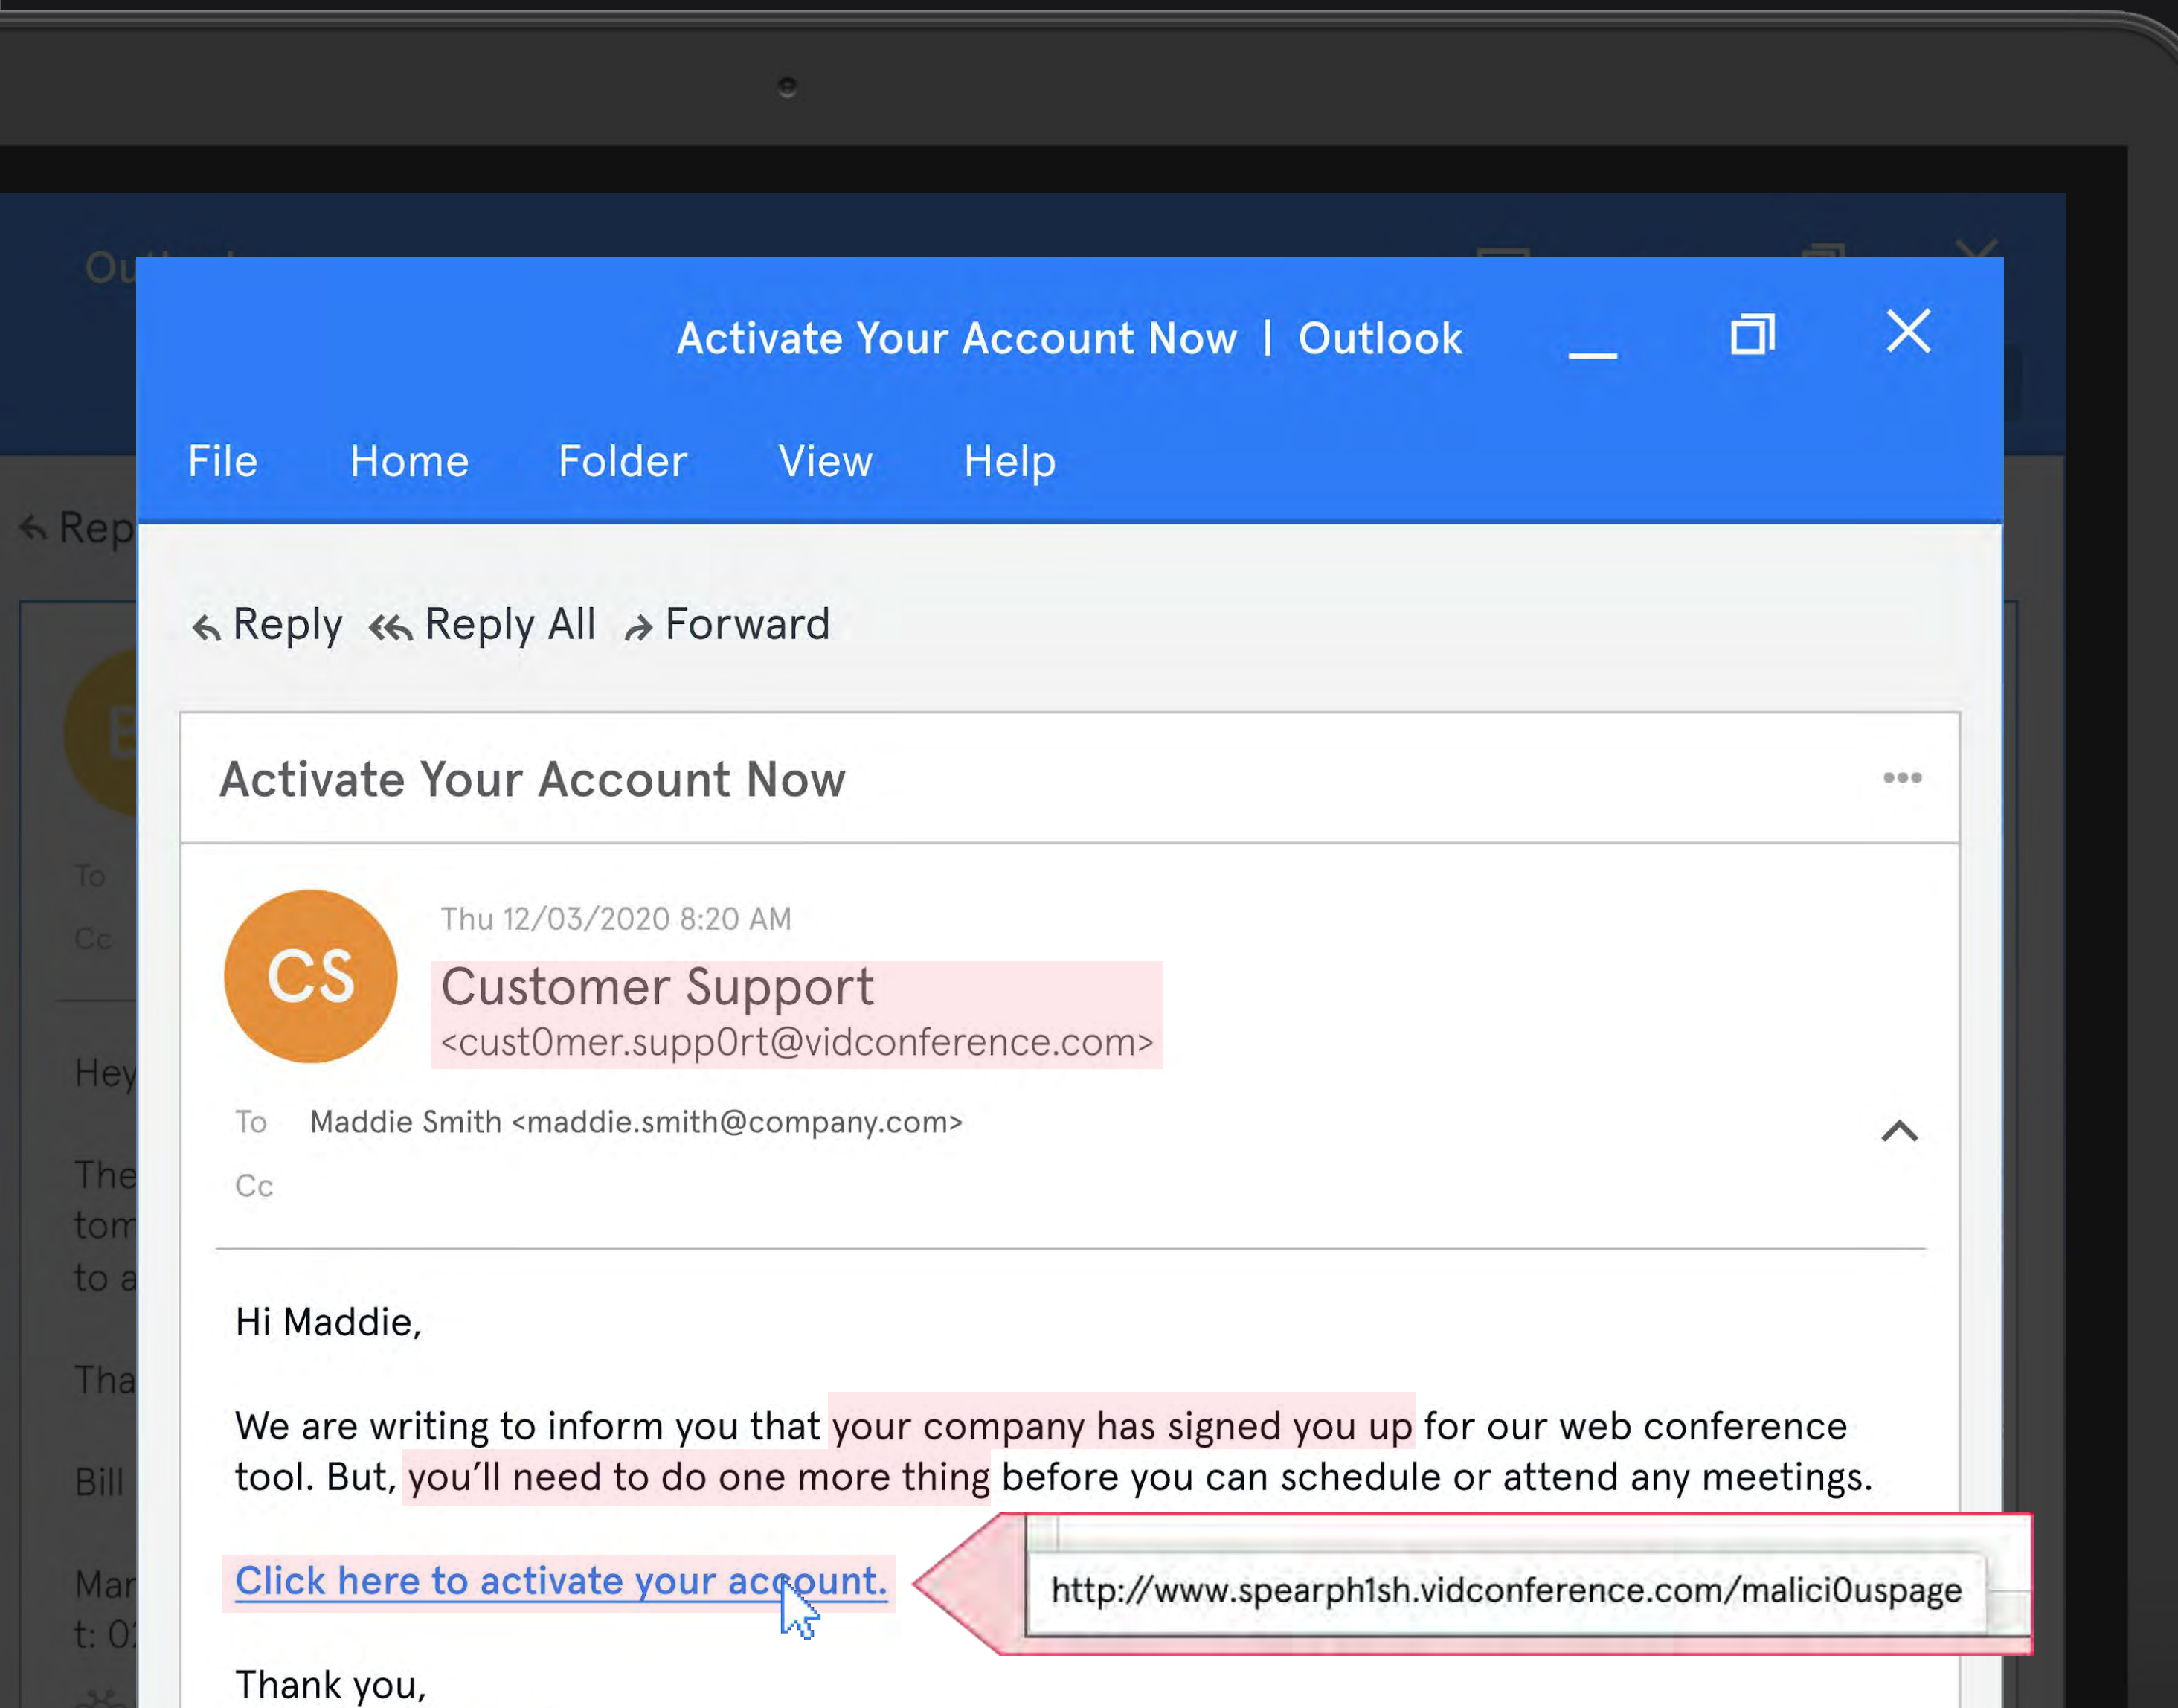 Activate Your Account Now | Outlook
File Home Folder View Help
Rep
Reply Reply All Forward
Activate Your Account Now
CS
Thu 12/03/2020 8:20 AM
Customer Support
<cust0mer.supp0rt@vidconference.com>
To Maddie Smith <maddie.smith@company.com>
Cc
To
Cc
Hey
The
tom
to a
Tha
Bill
Mar
Hi Maddie,
We are writing to inform you that your company has signed you up for our web conference
tool. But, you’ll need to do one more thing before you can schedule or attend any meetings.
Click here to activate your account.
http://www.spearph1sh.vidconference.com/malici0uspage
Thank you,